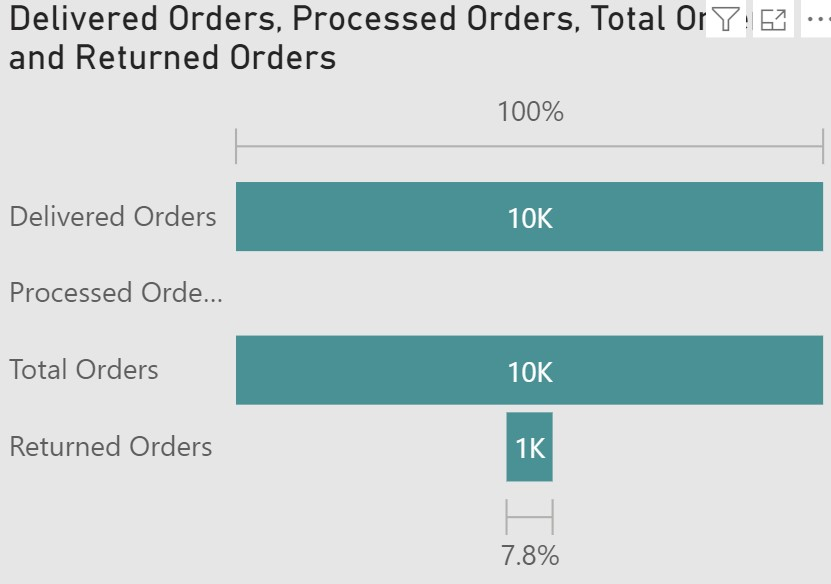 Delivered Orders, Processed Orders, Total
and Returned Orders
100%
Delivered Orders
10K
Processed Orde...
Total Orders
10K
Returned Orders
1K
7.8%